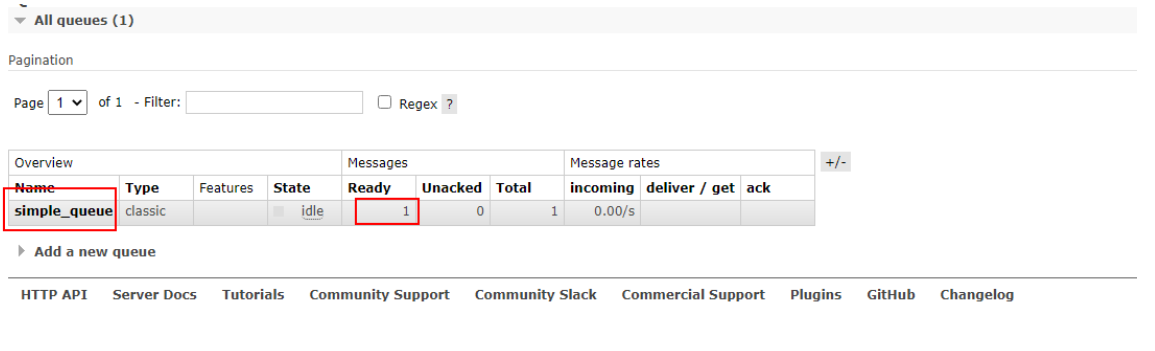 All queues (1)
Pagination
Page 1 of 1 - Filter: Regex ?
Overview Messages Message rates +/-
Name Type Features State Ready Unacked Total incoming deliver / get ack
simple_queue classic idle 1 0 1 0.00/s
Add a new queue
HTTP API Server Docs Tutorials Community Support Community Slack Commercial Support Plugins GitHub Changelog